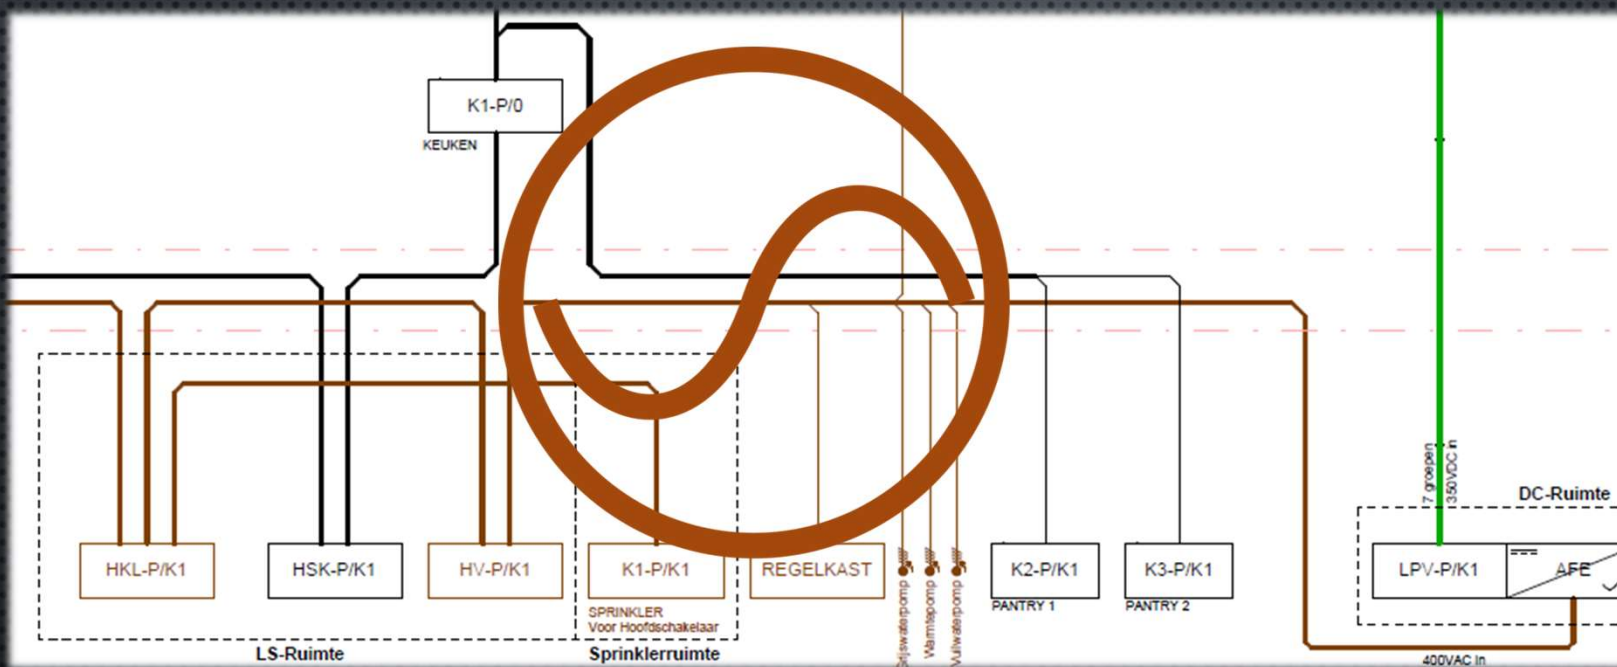 K1-P/0
KEUKEN
7 groepen
350VDC in
DC-Ruimte
HKL-P/K1
HSK-P/K1
HV-P/K1
K1-P/K1
REGELKAST
K2-P/K1
K3-P/K1
LPV-P/K1
AFE
SPRINKLER
Voor Hoofdschakelaar
Grijswaterpomp
Warmtepomp
Vuilwaterpomp
PANTRY 1
PANTRY 2
LS-Ruimte
Sprinklerruimte
400VAC in